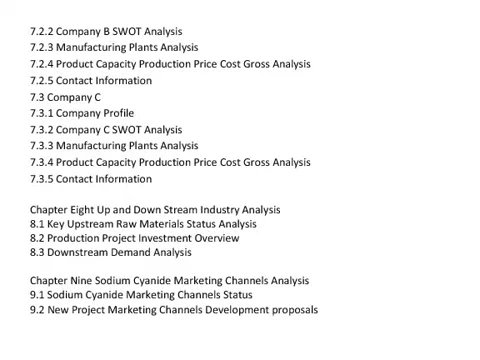 7.2.2 Company B SWOT Analysis
7.2.3 Manufacturing Plants Analysis
7.2.4 Product Capacity Production Price Cost Gross Analysis
7.2.5 Contact Information
7.3 Company C
7.3.1 Company Profile
7.3.2 Company C SWOT Analysis
7.3.3 Manufacturing Plants Analysis
7.3.4 Product Capacity Production Price Cost Gross Analysis
7.3.5 Contact Information
Chapter Eight Up and Down Stream Industry Analysis
8.1 Key Upstream Raw Materials Status Analysis
8.2 Production Project Investment Overview
8.3 Downstream Demand Analysis
Chapter Nine Sodium Cyanide Marketing Channels Analysis
9.1 Sodium Cyanide Marketing Channels Status
9.2 New Project Marketing Channels Development proposals